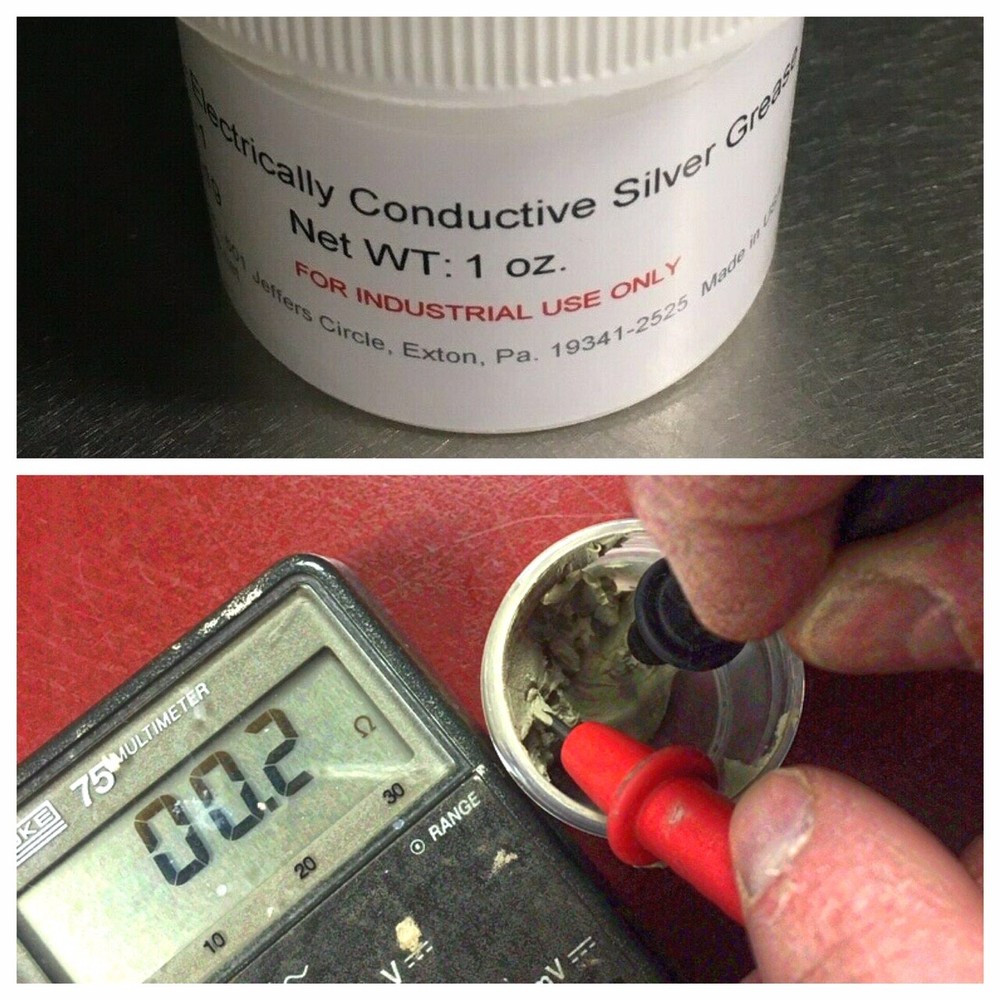 Electrically Conductive Silver Grease
Net WT: 1 oz.
FOR INDUSTRIAL USE ONLY
Jeffers Circle, Exton, Pa. 19341-2525 Made in
75 MULTIMETER
00.2 Ω
10 20 30
RANGE
V
mV